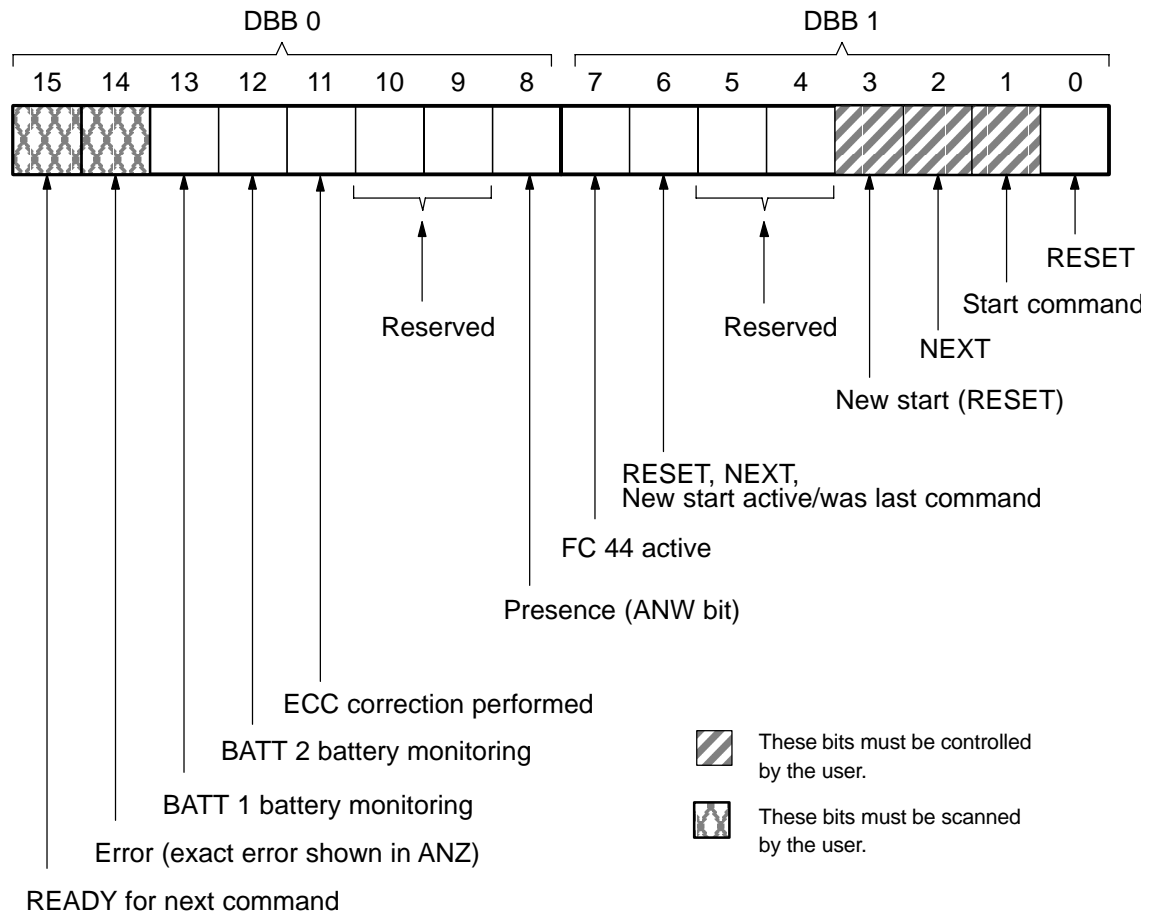 DBB 0 DBB 1
15 14 13 12 11 10 9 8 7 6 5 4 3 2 1 0
RESET
Start command
Reserved Reserved
NEXT
New start (RESET)
RESET, NEXT,
New start active/was last command
FC 44 active
Presence (ANW bit)
ECC correction performed
BATT 2 battery monitoring
These bits must be controlled
by the user.
BATT 1 battery monitoring
These bits must be scanned
by the user.
Error (exact error shown in ANZ)
READY for next command